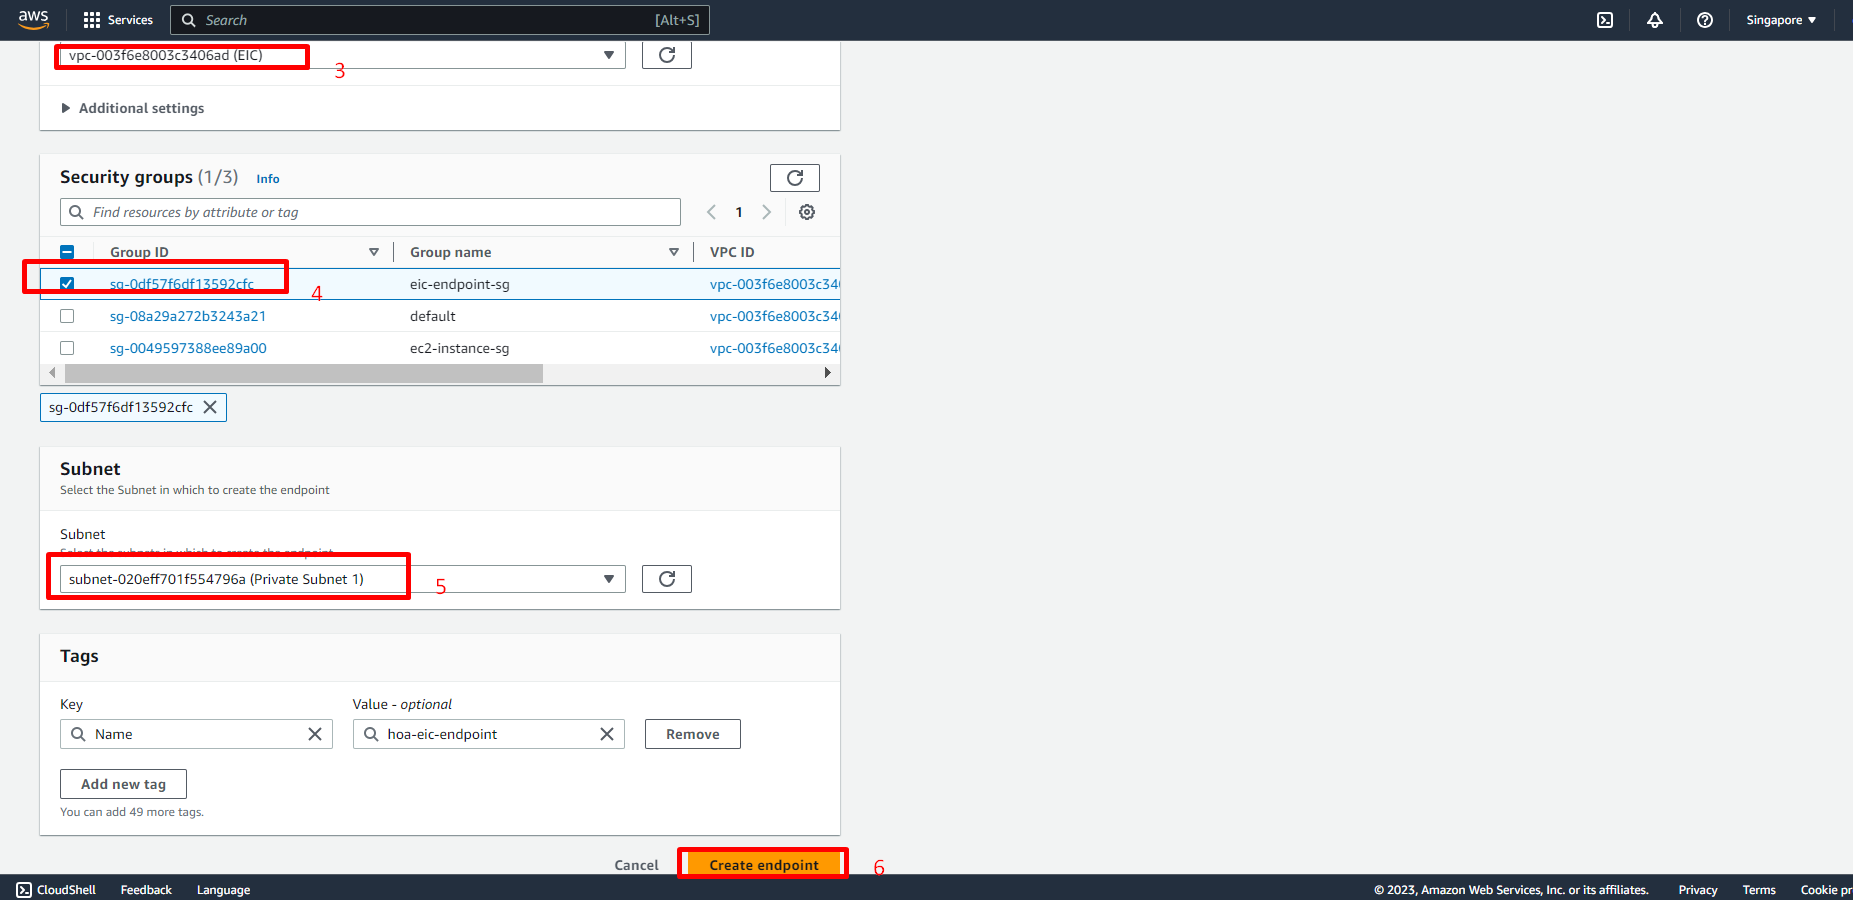 aws Services Search [Alt+S] Singapore
vpc-003f6e8003c3406ad (EIC)
3
Additional settings
Security groups (1/3) Info
Find resources by attribute or tag 1
Group ID Group name VPC ID
sg-0df57f6df13592cfc eic-endpoint-sg vpc-003f6e8003c34
4
sg-08a29a272b3243a21 default vpc-003f6e8003c34
sg-0049597388ee89a00 ec2-instance-sg vpc-003f6e8003c34
sg-0df57f6df13592cfc
Subnet
Select the Subnet in which to create the endpoint
Subnet
Select the subnets in which to create the endpoint
subnet-020eff701f554796a (Private Subnet 1)
5
Tags
Key Value - optional
Name hoa-eic-endpoint Remove
Add new tag
You can add 49 more tags.
Cancel Create endpoint 6
CloudShell Feedback Language © 2023, Amazon Web Services, Inc. or its affiliates. Privacy Terms Cookie pr